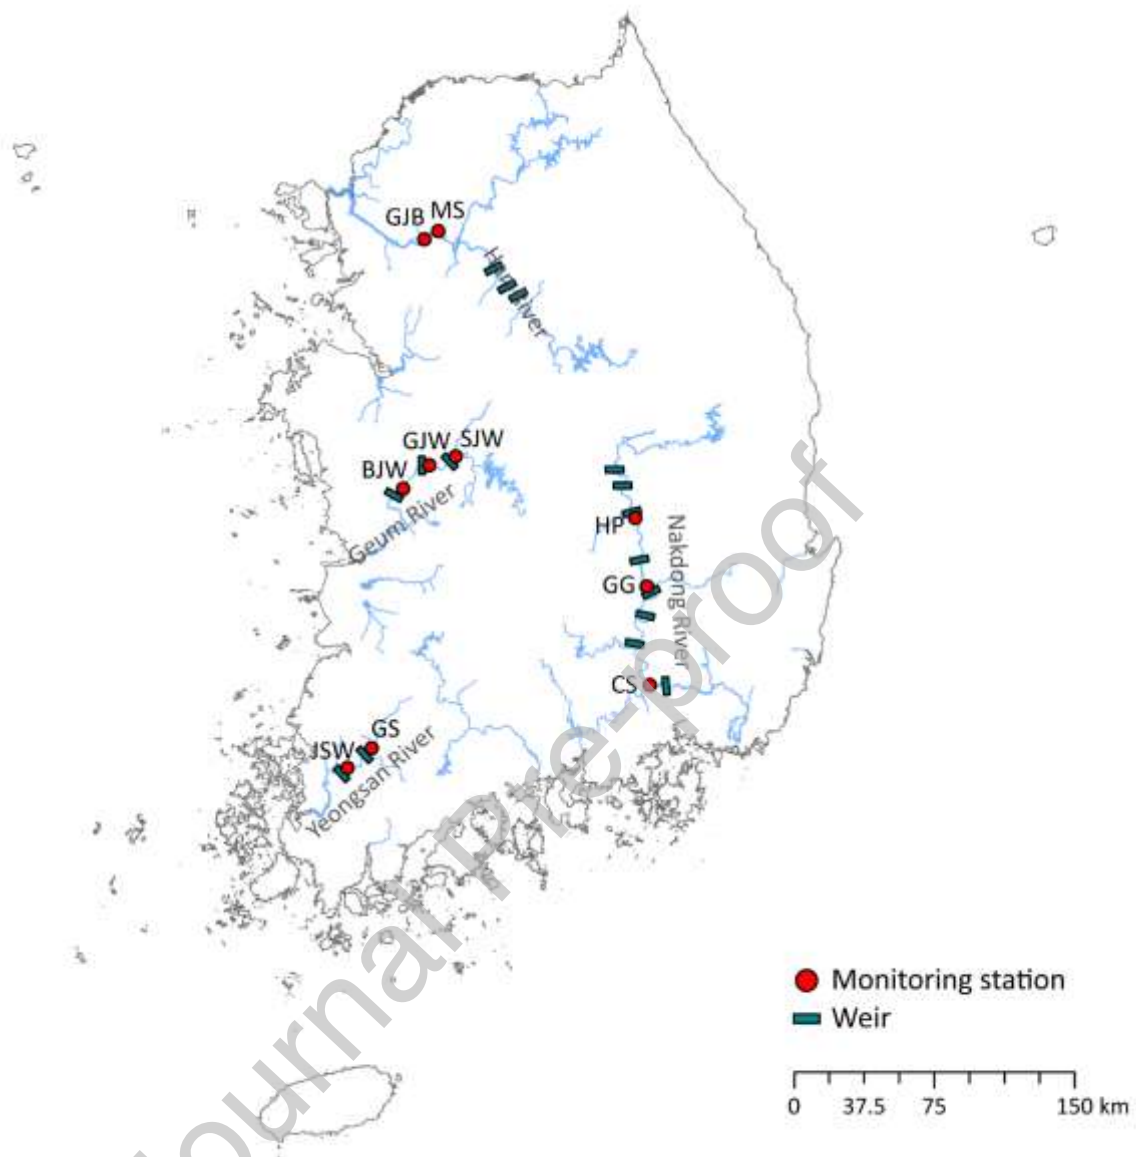 GJB MS
Han River
GJW SJW
BJW
Geum River
HP
Nakdong River
GG
CS
GS
JSW
Yeongsan River
Journal Pre-proof
Monitoring station
Weir
0 37.5 75 150 km